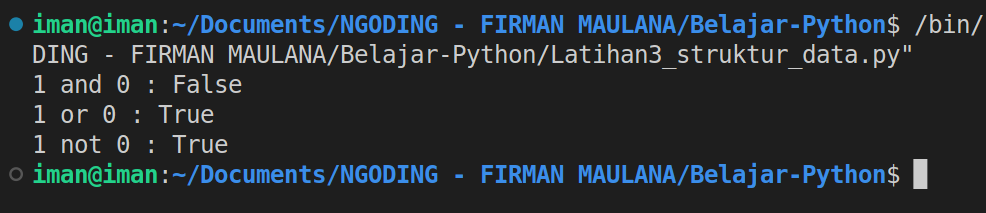 iman@iman:~/Documents/NGODING - FIRMAN MAULANA/Belajar-Python$ /bin/
DING - FIRMAN MAULANA/Belajar-Python/Latihan3_struktur_data.py"
1 and 0 : False
1 or 0 : True
1 not 0 : True
iman@iman:~/Documents/NGODING - FIRMAN MAULANA/Belajar-Python$